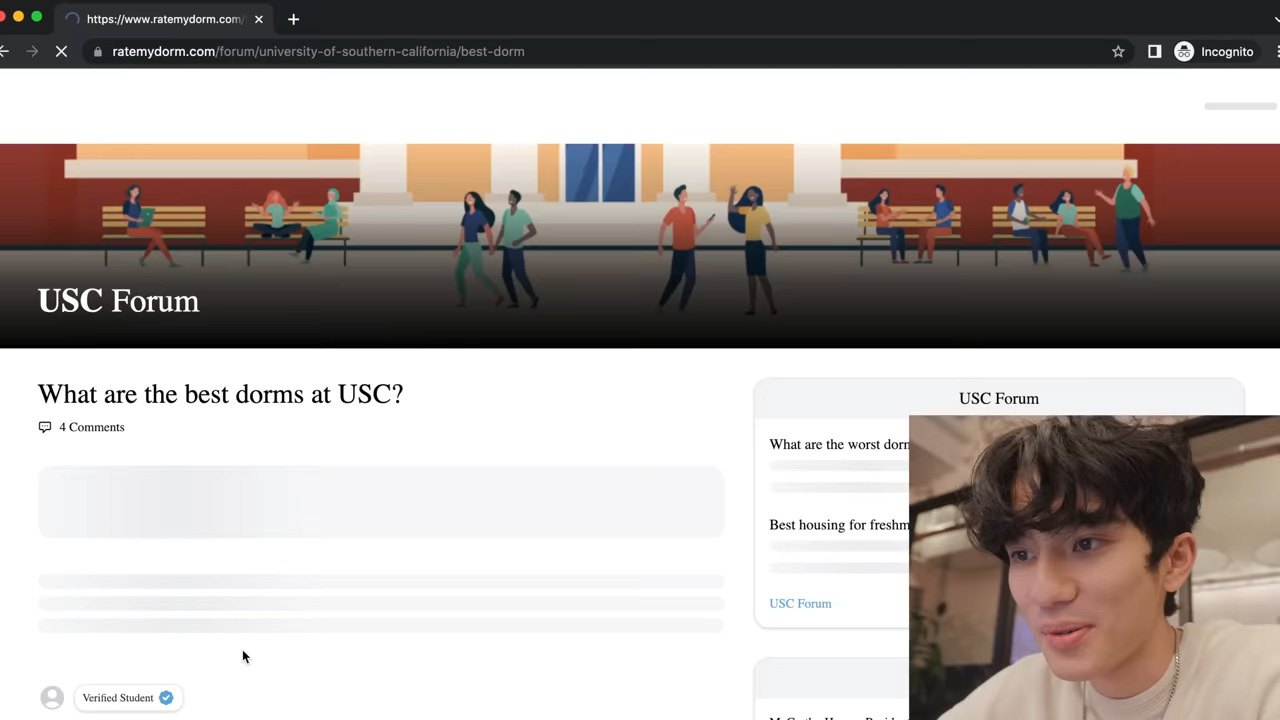 https://www.ratemydorm.com/
ratemydorm.com/forum/university-of-southern-california/best-dorm
Incognito
USC Forum
What are the best dorms at USC?
4 Comments
Verified Student
USC Forum
What are the worst dorm
Best housing for freshm
USC Forum